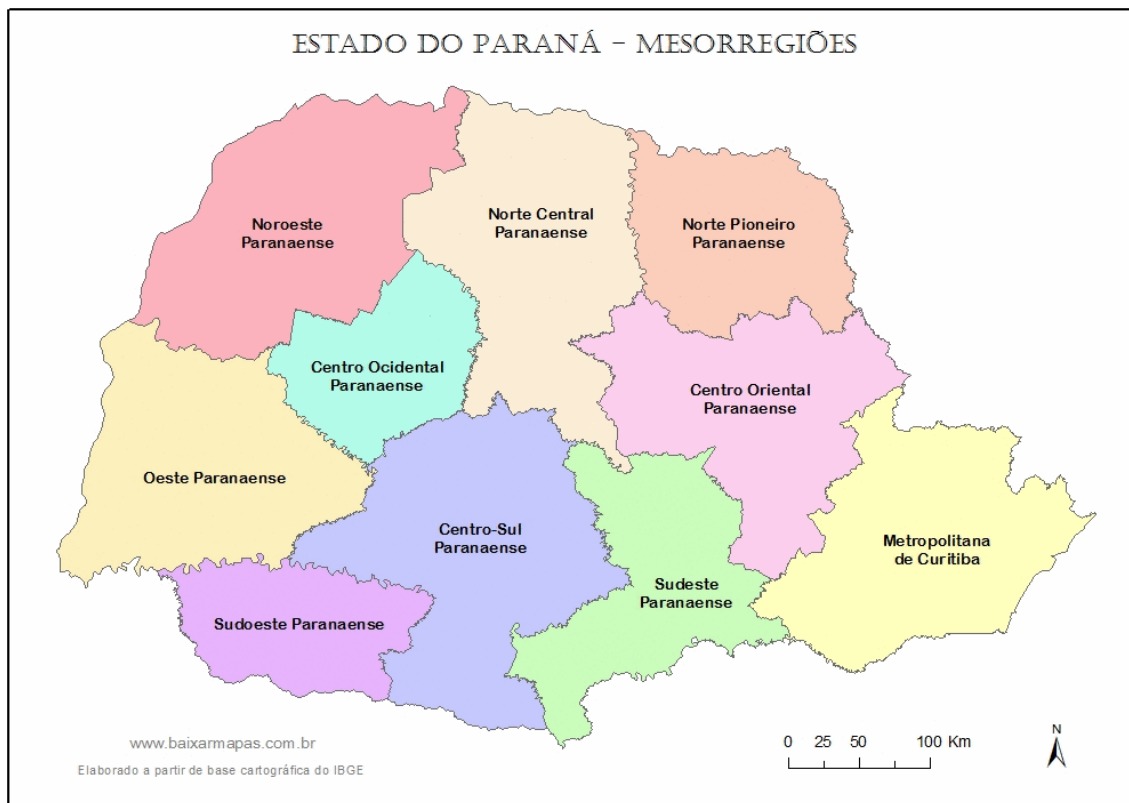 ESTADO DO PARANÁ - MESORREGIÕES
Noroeste
Paranaense
Norte Central
Paranaense
Norte Pioneiro
Paranaense
Centro Ocidental
Paranaense
Centro Oriental
Paranaense
Oeste Paranaense
Centro-Sul
Paranaense
Metropolitana
de Curitiba
Sudeste
Paranaense
Sudoeste Paranaense
www.baixarmapas.com.br
Elaborado a partir de base cartográfica do IBGE
0 25 50 100 Km
N